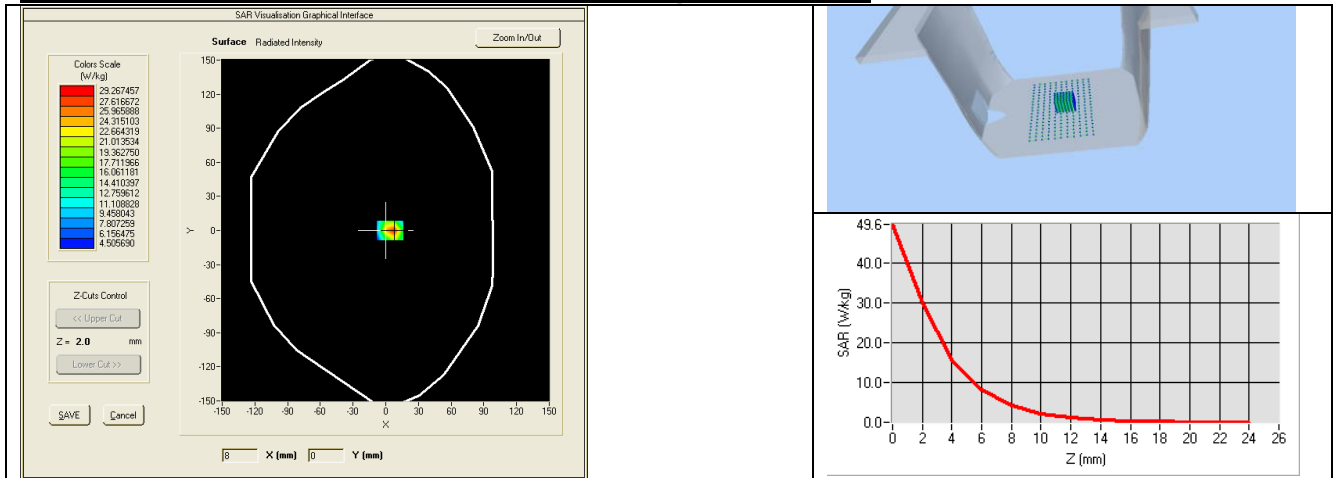 SAR Visualisation Graphical Interface
Surface Radiated Intensity
Zoom In/Out
Colors Scale
(W/kg)
29.267457
27.616672
25.965888
24.315103
22.664319
21.013534
19.362750
17.711966
16.061181
14.410397
12.759612
11.108828
9.458043
7.807259
6.156475
4.505690
Z-Cuts Control
<< Upper Cut
Z = 2.0 mm
Lower Cut >>
SAVE Cancel
150
120
90
60
30
Y 0
-30
-60
-90
-120
-150
-150 -120 -90 -60 -30 0 30 60 90 120 150
X
8 X (mm) 0 Y (mm)
49.6
40.0
30.0
20.0
10.0
0.0
SAR (W/kg)
0 2 4 6 8 10 12 14 16 18 20 22 24 26
Z (mm)